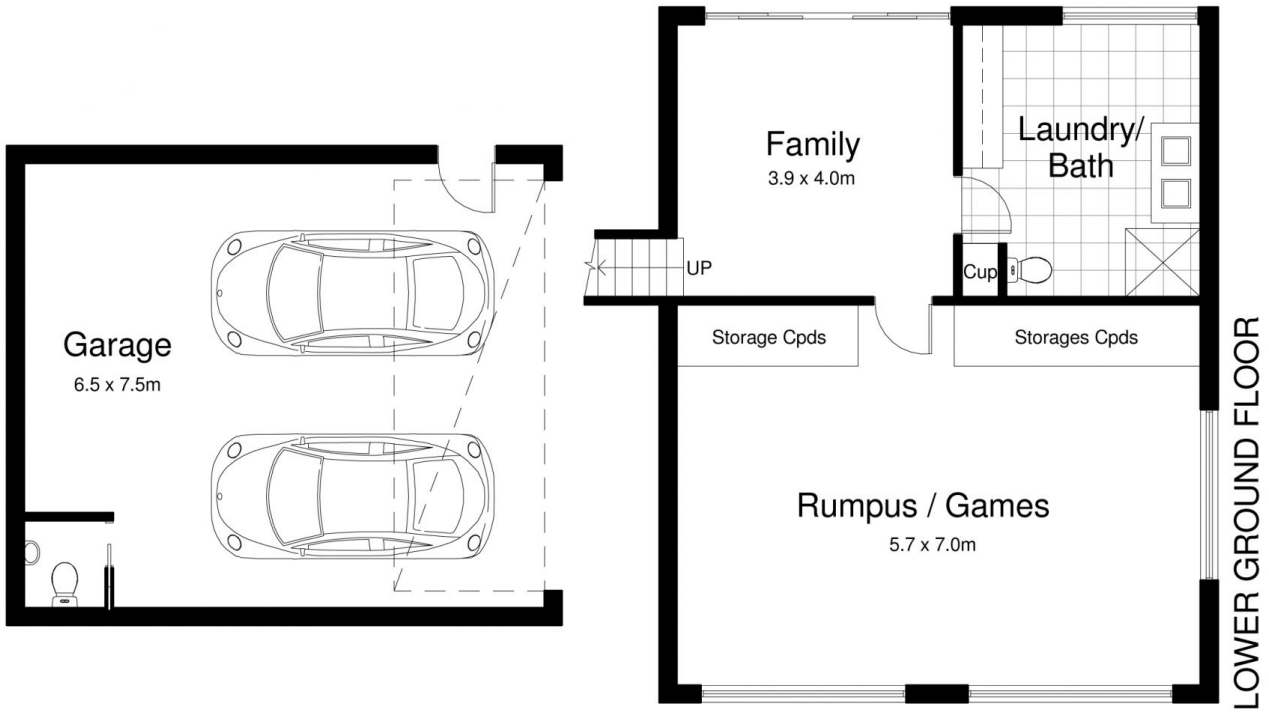 Family
3.9 x 4.0m
Laundry/
Bath
UP
Cup
Garage
6.5 x 7.5m
Storage Cpds
Storages Cpds
Rumpus / Games
5.7 x 7.0m
LOWER GROUND FLOOR